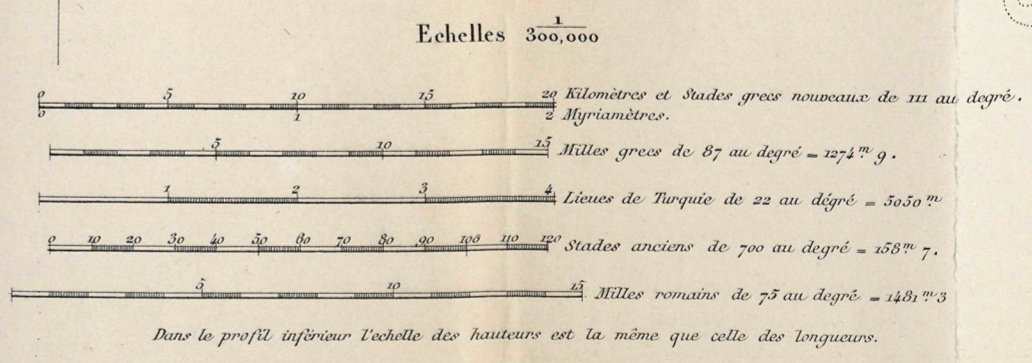 Echelles 1/300,000
0 5 10 15 20 Kilomètres et Stades grecs nouveaux de 111 au degré.
0 1 2 Myriamètres.
5 10 15 Milles grecs de 87 au degré = 1274 m. 9.
1 2 3 4 Lieues de Turquie de 22 au dégré = 5050 m
0 10 20 30 40 50 60 70 80 90 100 110 120 Stades anciens de 700 au degré = 158 m. 7.
5 10 15 Milles romains de 75 au degré = 1481 m. 3
Dans le profil inférieur l'echelle des hauteurs est la même que celle des longueurs.